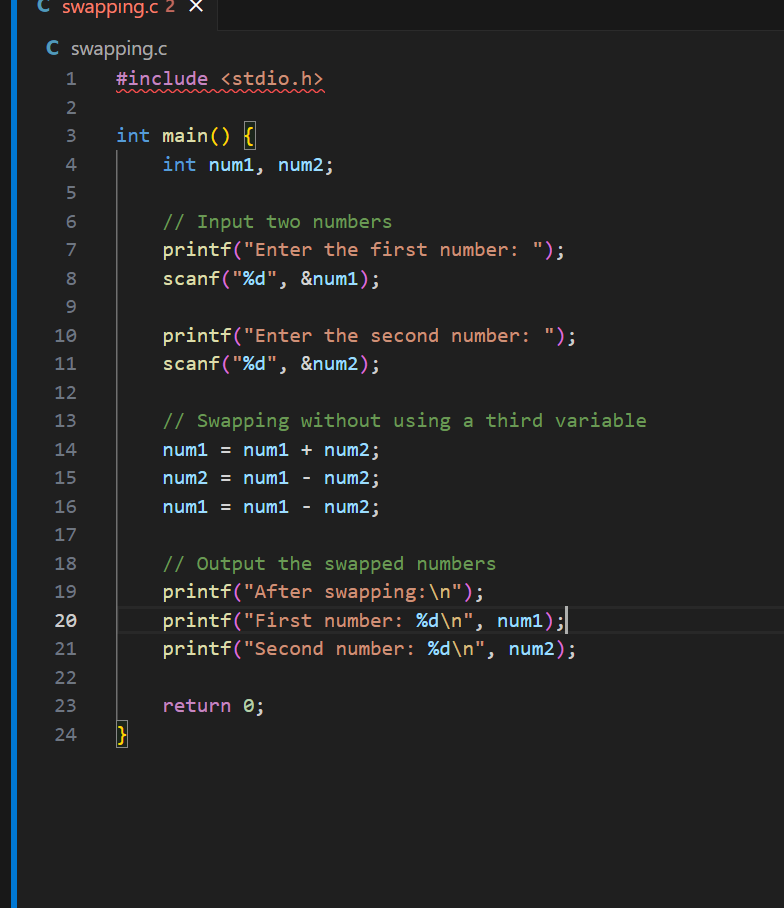 C swapping.c 2 ×
C swapping.c
1 #include <stdio.h>
2
3 int main() {
4     int num1, num2;
5
6     // Input two numbers
7     printf("Enter the first number: ");
8     scanf("%d", &num1);
9
10     printf("Enter the second number: ");
11     scanf("%d", &num2);
12
13     // Swapping without using a third variable
14     num1 = num1 + num2;
15     num2 = num1 - num2;
16     num1 = num1 - num2;
17
18     // Output the swapped numbers
19     printf("After swapping:\n");
20     printf("First number: %d\n", num1);
21     printf("Second number: %d\n", num2);
22
23     return 0;
24 }